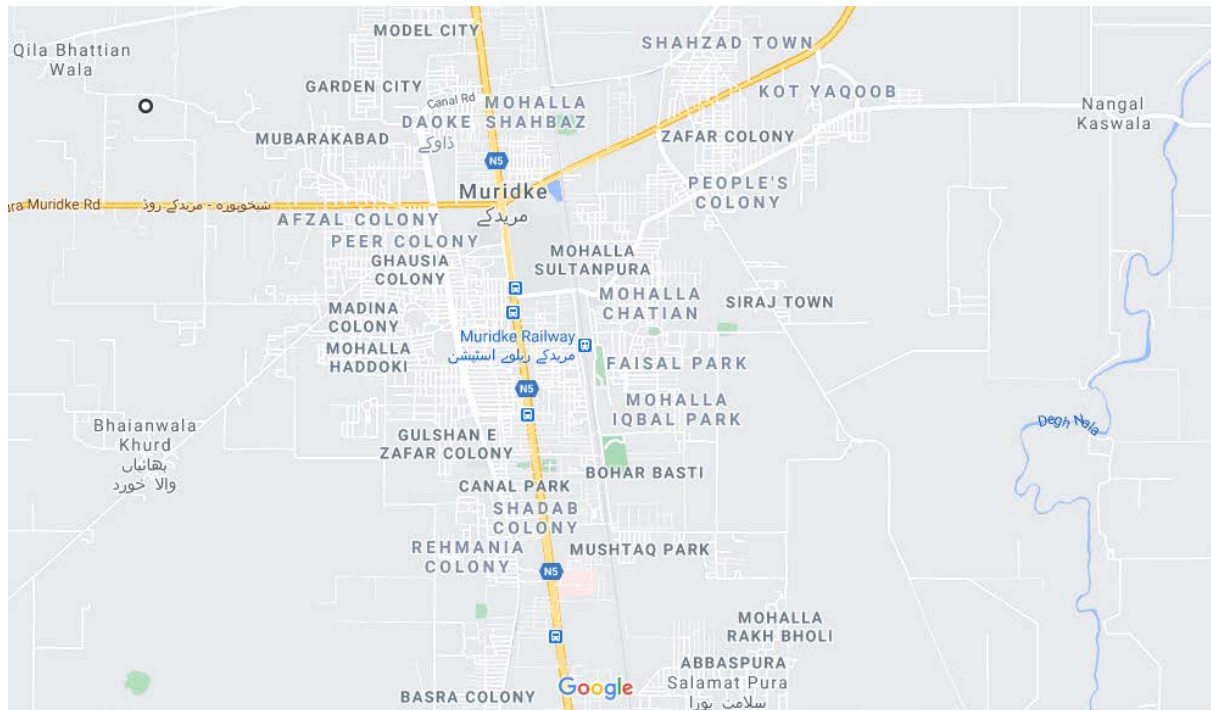 MODEL CITY
Qila Bhattian
Wala
SHAHZAD TOWN
GARDEN CITY
KOT YAQOOB
Canal Rd
MOHALLA
DAOKE SHAHBAZ
ڈاوکے
Nangal
Kaswala
MUBARAKABAD
ZAFAR COLONY
N5
Muridke
مریدکے
PEOPLE'S
COLONY
ara Muridke Rd
شیخوپورہ - مریدکے روڈ
AFZAL COLONY
PEER COLONY
GHAUSIA
COLONY
MOHALLA
SULTANPURA
MOHALLA
CHATIAN
SIRAJ TOWN
MADINA
COLONY
Muridke Railway
مریدکے ریلوے اسٹیشن
MOHALLA
HADDOKI
FAISAL PARK
N5
MOHALLA
IQBAL PARK
Degh Nala
Bhaianwala
Khurd
بھائیاں
والا خورد
GULSHAN E
ZAFAR COLONY
BOHAR BASTI
CANAL PARK
SHADAB
COLONY
REHMANIA
COLONY
MUSHTAQ PARK
N5
MOHALLA
RAKH BHOLI
ABBASPURA
Salamat Pura
سلامت پورا
Google
BASRA COLONY